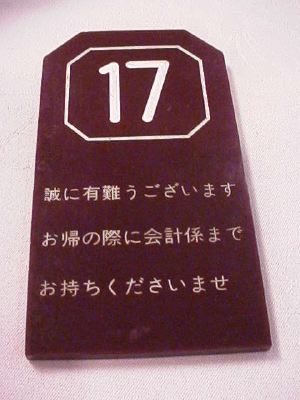 17
誠に有難うございます
お帰の際に会計係まで
お持ちくださいませ